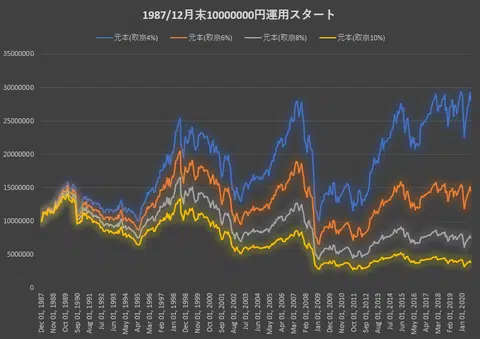 1987/12月末10000000円運用スタート
元本(取崩4%) 元本(取崩6%) 元本(取崩8%) 元本(取崩10%)
35000000
30000000
25000000
20000000
15000000
10000000
5000000
0
Dec 01, 1987
Nov 01, 1988
Oct 01, 1989
Sep 01, 1990
Aug 01, 1991
Jul 01, 1992
Jun 01, 1993
May 01, 1994
Apr 01, 1995
Mar 01, 1996
Feb 01, 1997
Jan 01, 1998
Dec 01, 1998
Nov 01, 1999
Oct 01, 2000
Sep 01, 2001
Aug 01, 2002
Jul 01, 2003
Jun 01, 2004
May 01, 2005
Apr 01, 2006
Mar 01, 2007
Feb 01, 2008
Jan 01, 2009
Dec 01, 2009
Nov 01, 2010
Oct 01, 2011
Sep 01, 2012
Aug 01, 2013
Jul 01, 2014
Jun 01, 2015
May 01, 2016
Apr 01, 2017
Mar 01, 2018
Feb 01, 2019
Jan 01, 2020